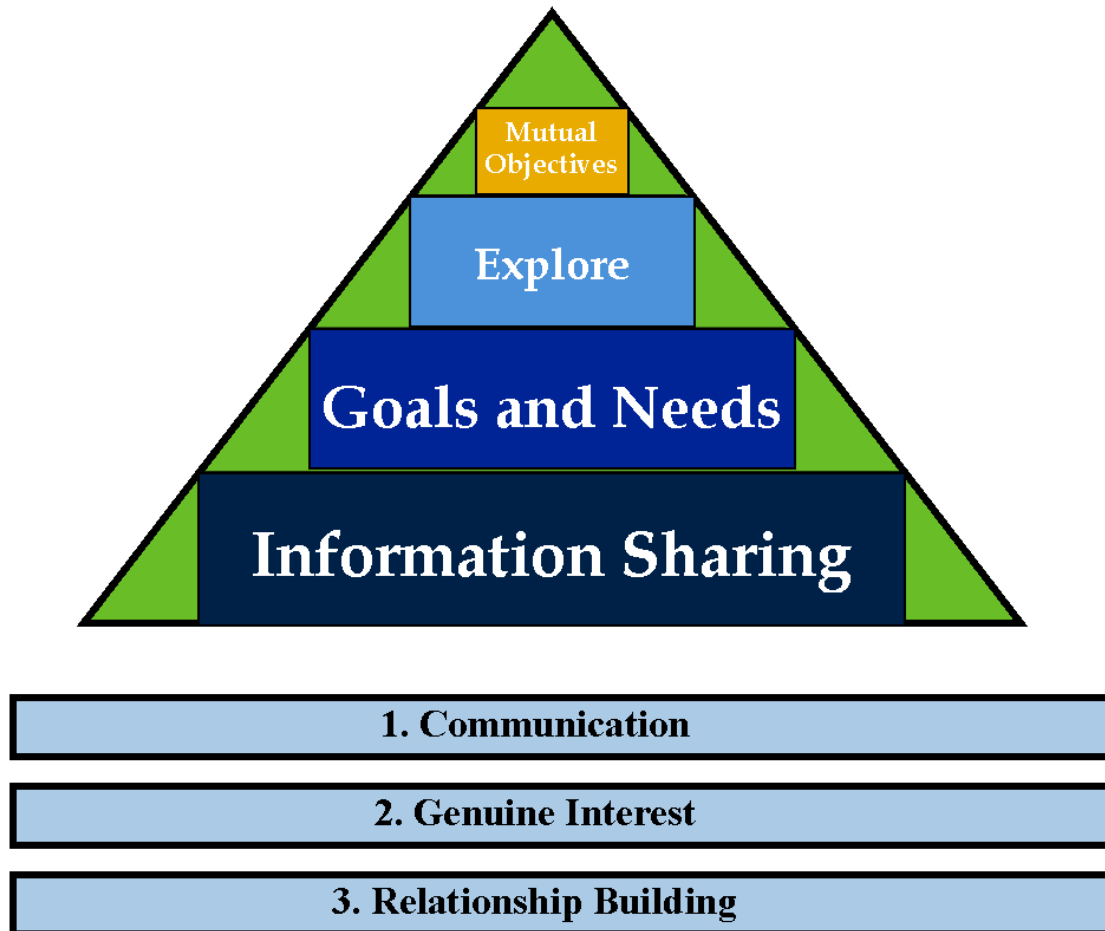 Mutual
Objectives
Explore
Goals and Needs
Information Sharing
1. Communication
2. Genuine Interest
3. Relationship Building